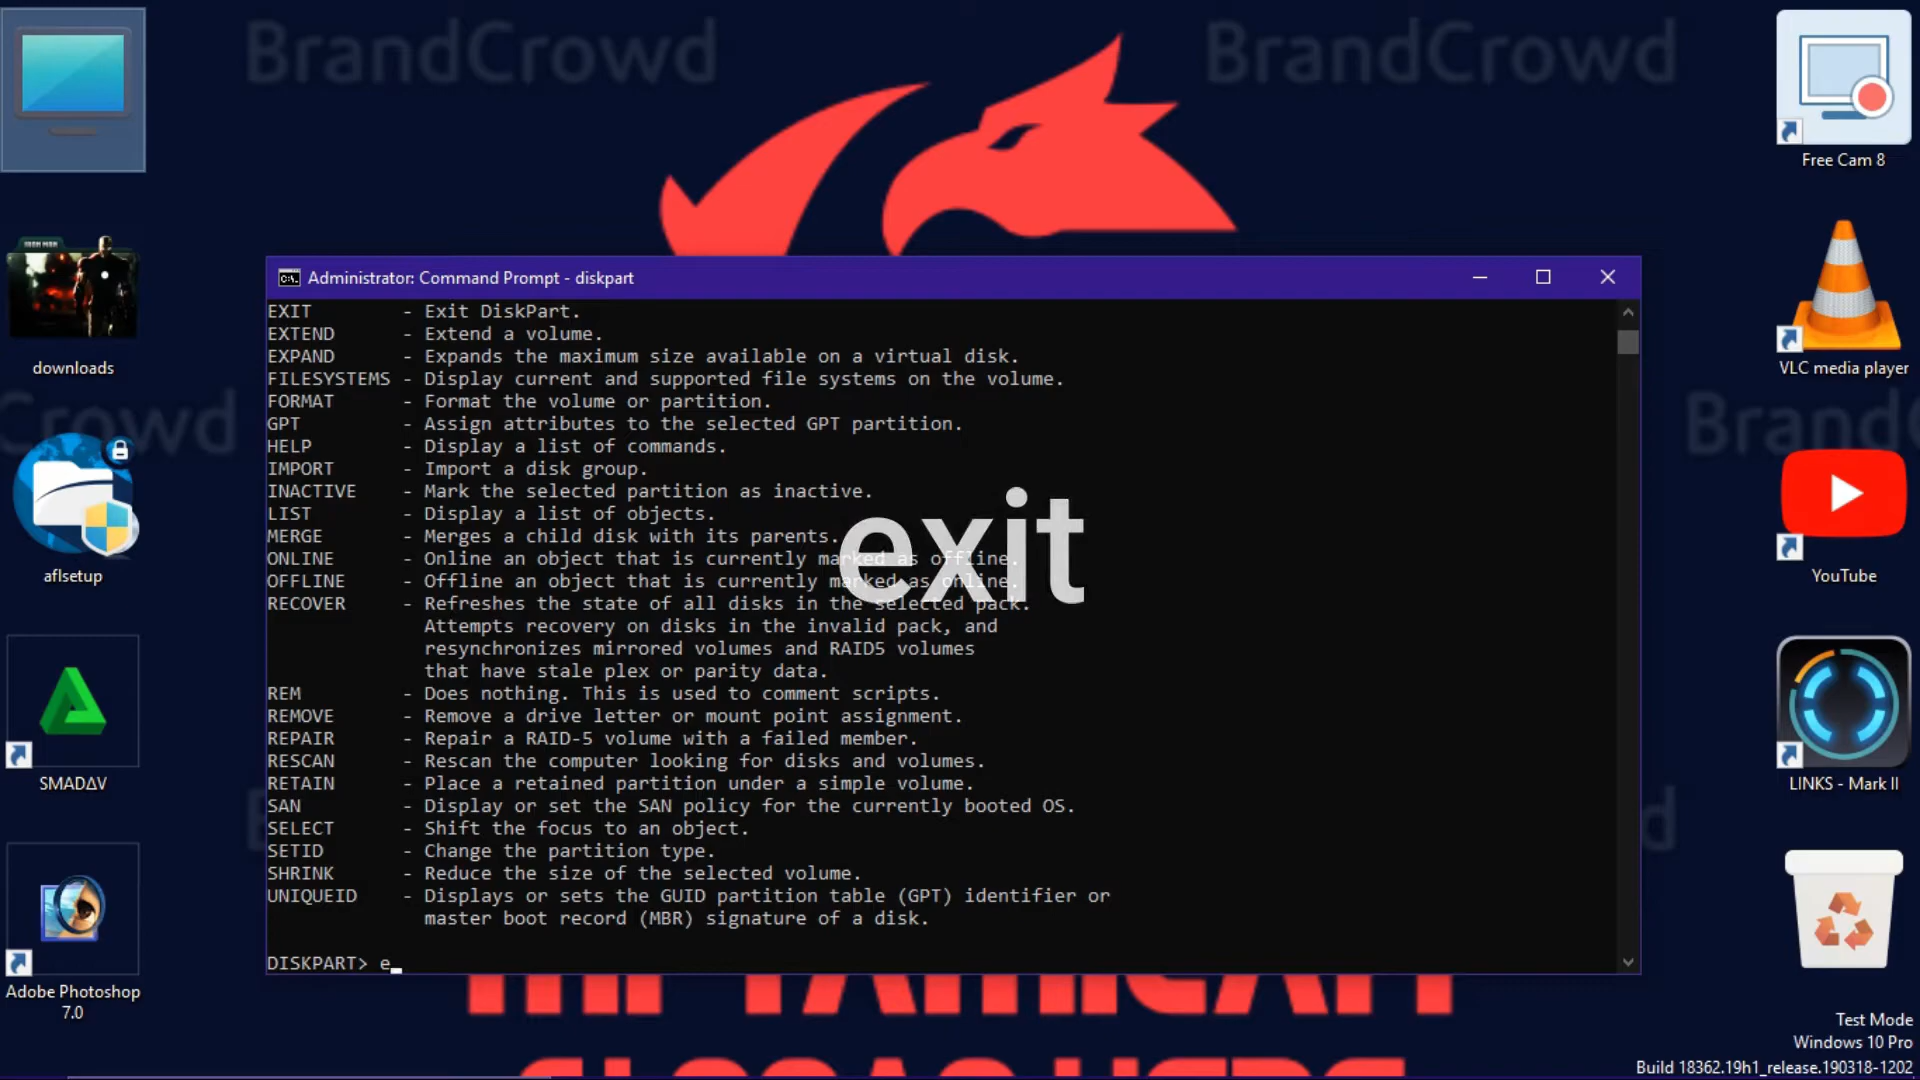 BrandCrowd
BrandCrowd
Free Cam 8
IRON MAN
downloads
VLC media player
Administrator: Command Prompt - diskpart
EXIT - Exit DiskPart.
EXTEND - Extend a volume.
EXPAND - Expands the maximum size available on a virtual disk.
FILESYSTEMS - Display current and supported file systems on the volume.
FORMAT - Format the volume or partition.
GPT - Assign attributes to the selected GPT partition.
HELP - Display a list of commands.
IMPORT - Import a disk group.
INACTIVE - Mark the selected partition as inactive.
LIST - Display a list of objects.
MERGE - Merges a child disk with its parents.
ONLINE - Online an object that is currently marked as offline.
OFFLINE - Offline an object that is currently marked as online.
RECOVER - Refreshes the state of all disks in the selected pack.
Attempts recovery on disks in the invalid pack, and
resynchronizes mirrored volumes and RAID5 volumes
that have stale plex or parity data.
REM - Does nothing. This is used to comment scripts.
REMOVE - Remove a drive letter or mount point assignment.
REPAIR - Repair a RAID-5 volume with a failed member.
RESCAN - Rescan the computer looking for disks and volumes.
RETAIN - Place a retained partition under a simple volume.
SAN - Display or set the SAN policy for the currently booted OS.
SELECT - Shift the focus to an object.
SETID - Change the partition type.
SHRINK - Reduce the size of the selected volume.
UNIQUEID - Displays or sets the GUID partition table (GPT) identifier or
master boot record (MBR) signature of a disk.
DISKPART> e
exit
Crowd
Brand
aflsetup
YouTube
SMADΔV
LINKS - Mark II
Adobe Photoshop
7.0
Test Mode
Windows 10 Pro
Build 18362.19h1_release.190318-1202